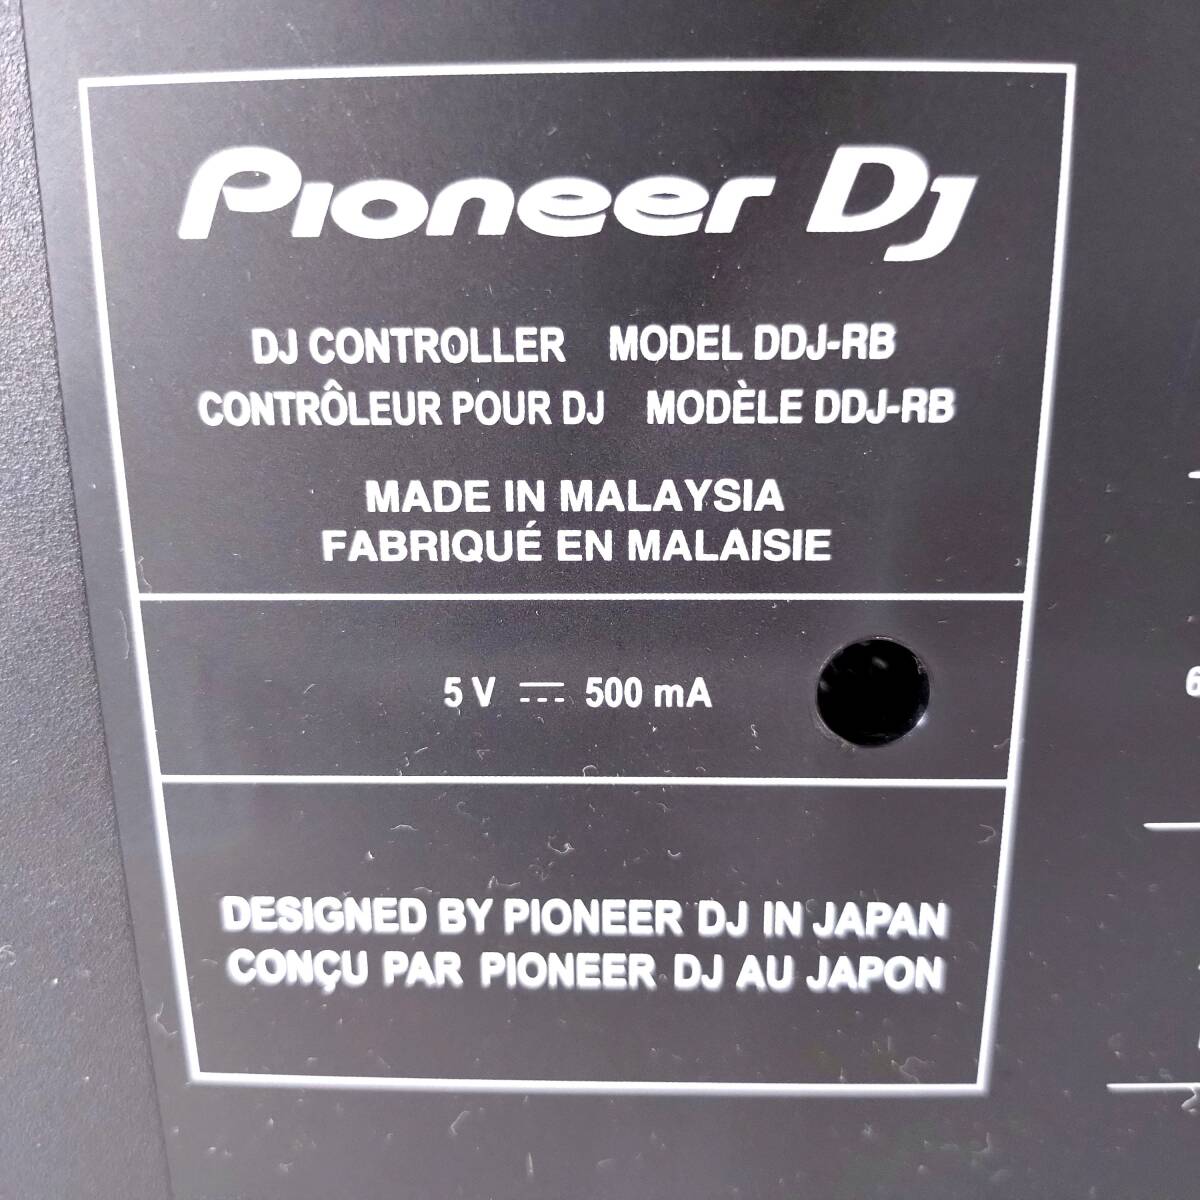 Pioneer DJ
DJ CONTROLLER MODEL DDJ-RB
CONTRÔLEUR POUR DJ MODÈLE DDJ-RB
MADE IN MALAYSIA
FABRIQUÉ EN MALAISIE
5 V ⎓ 500 mA
DESIGNED BY PIONEER DJ IN JAPAN
CONÇU PAR PIONEER DJ AU JAPON